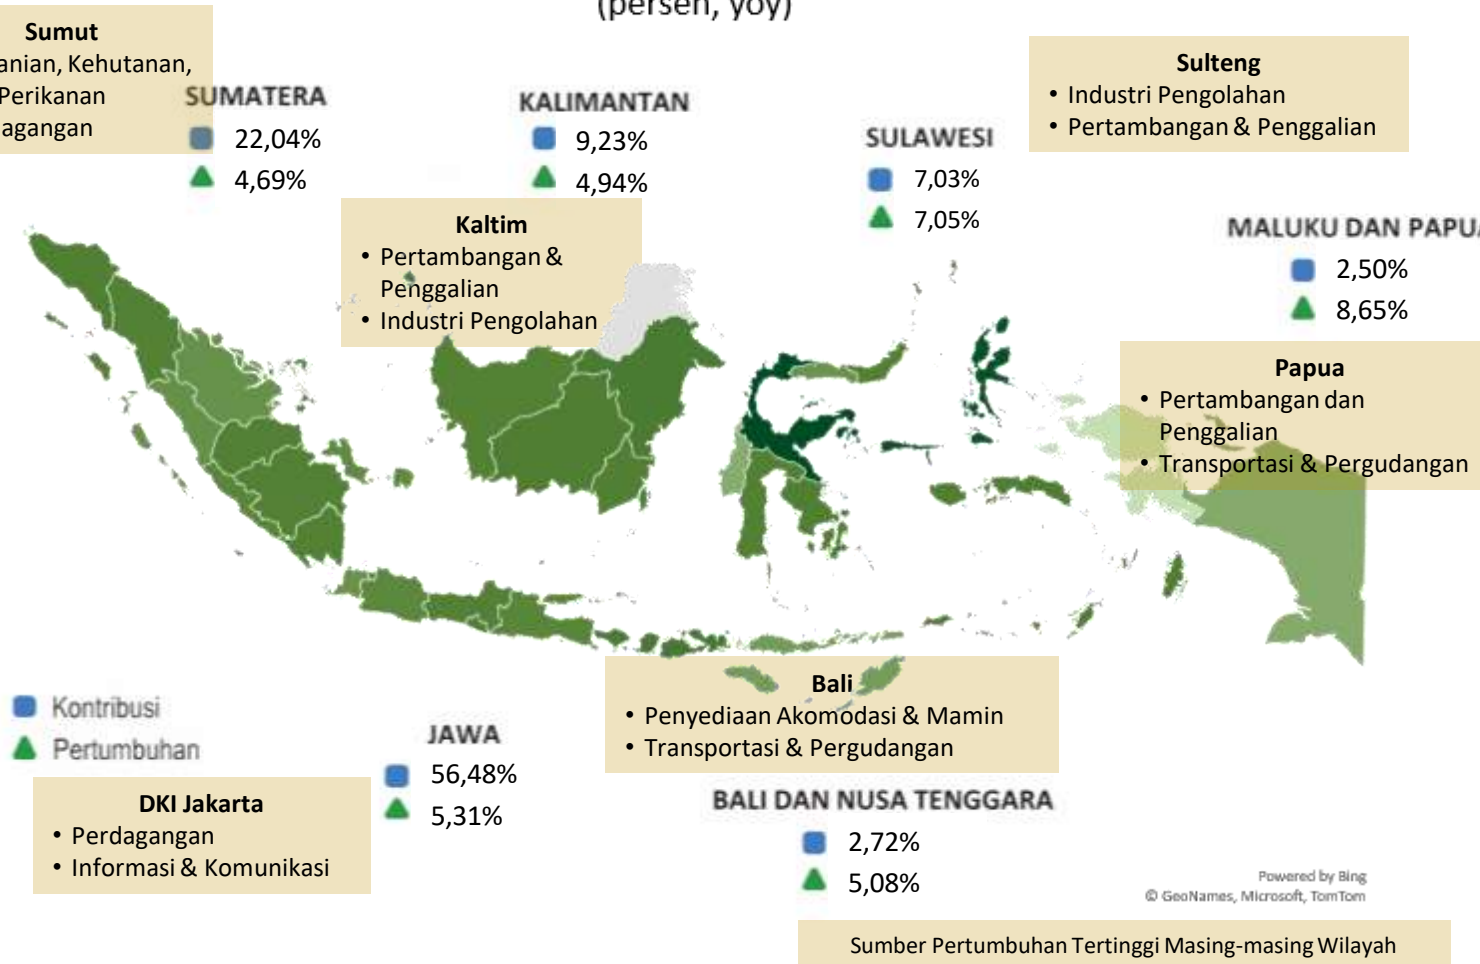 (persen, yoy)
Sumut
anian, Kehutanan,
Perikanan
agangan
SUMATERA
22,04%
4,69%
KALIMANTAN
9,23%
4,94%
Kaltim
• Pertambangan &
Penggalian
• Industri Pengolahan
SULAWESI
7,03%
7,05%
Sulteng
• Industri Pengolahan
• Pertambangan & Penggalian
MALUKU DAN PAPUA
2,50%
8,65%
Papua
• Pertambangan dan
Penggalian
• Transportasi & Pergudangan
Kontribusi
Pertumbuhan
DKI Jakarta
• Perdagangan
• Informasi & Komunikasi
JAWA
56,48%
5,31%
Bali
• Penyediaan Akomodasi & Mamin
• Transportasi & Pergudangan
BALI DAN NUSA TENGGARA
2,72%
5,08%
Powered by Bing
© GeoNames, Microsoft, TomTom
Sumber Pertumbuhan Tertinggi Masing-masing Wilayah